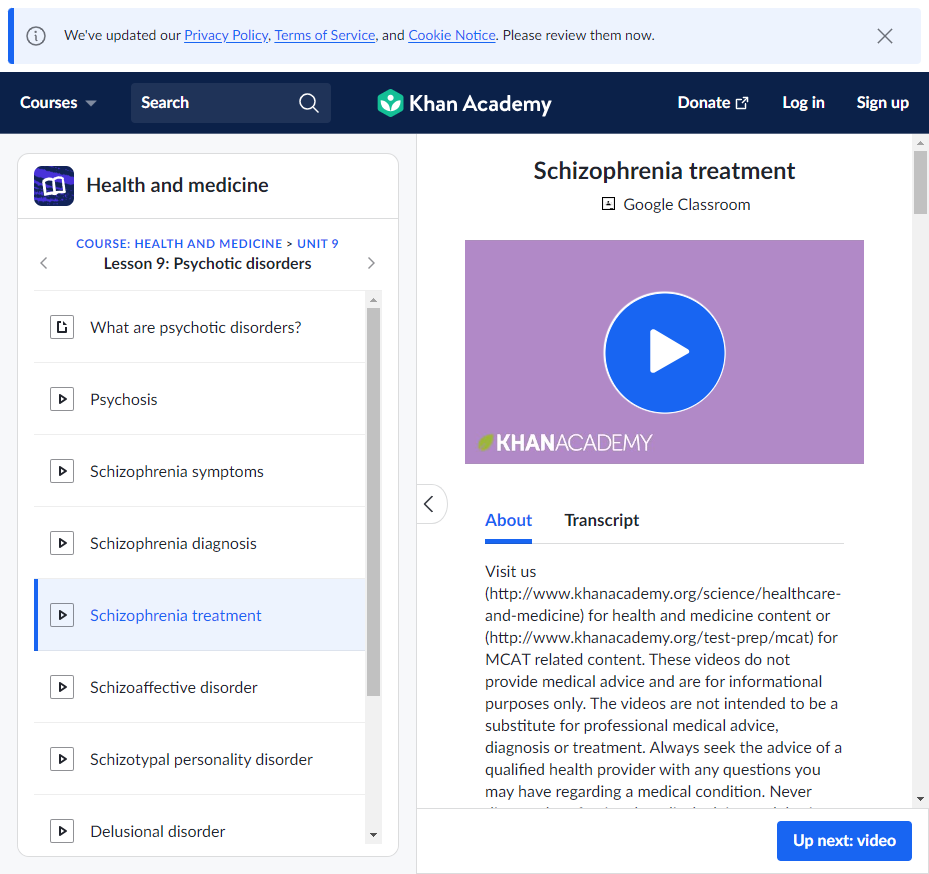 We've updated our Privacy Policy, Terms of Service, and Cookie Notice. Please review them now.
Courses
Search
Khan Academy
Donate
Log in
Sign up
Health and medicine
COURSE: HEALTH AND MEDICINE > UNIT 9
Lesson 9: Psychotic disorders
What are psychotic disorders?
Psychosis
Schizophrenia symptoms
Schizophrenia diagnosis
Schizophrenia treatment
Schizoaffective disorder
Schizotypal personality disorder
Delusional disorder
Schizophrenia treatment
Google Classroom
KHANACADEMY
About
Transcript
Visit us
(http://www.khanacademy.org/science/healthcare-
and-medicine) for health and medicine content or
(http://www.khanacademy.org/test-prep/mcat) for
MCAT related content. These videos do not
provide medical advice and are for informational
purposes only. The videos are not intended to be a
substitute for professional medical advice,
diagnosis or treatment. Always seek the advice of a
qualified health provider with any questions you
may have regarding a medical condition. Never
Up next: video